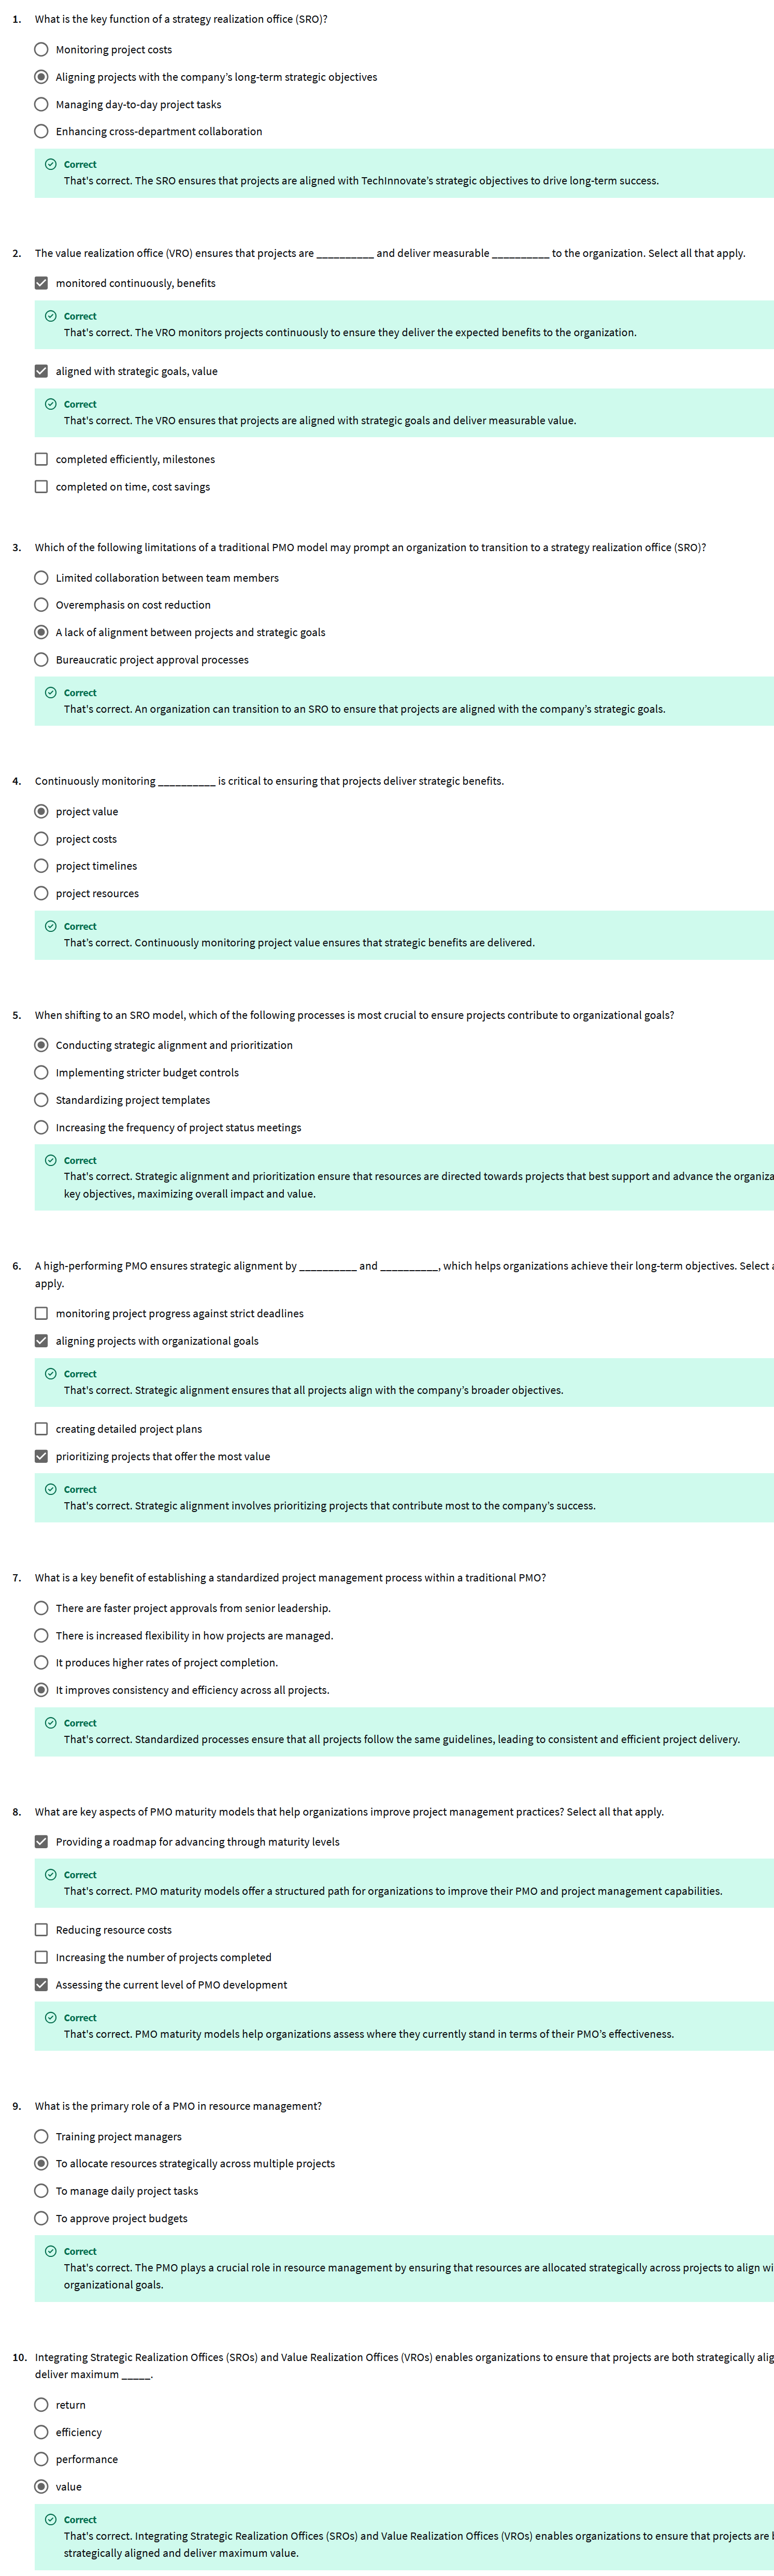 1. What is the key function of a strategy realization office (SRO)?
Monitoring project costs
Aligning projects with the company's long-term strategic objectives
Managing day-to-day project tasks
Enhancing cross-department collaboration
Correct
That's correct. The SRO ensures that projects are aligned with TechInnovate's strategic objectives to drive long-term success.
2. The value realization office (VRO) ensures that projects are __________ and deliver measurable __________ to the organization. Select all that apply.
monitored continuously, benefits
Correct
That's correct. The VRO monitors projects continuously to ensure they deliver the expected benefits to the organization.
aligned with strategic goals, value
Correct
That's correct. The VRO ensures that projects are aligned with strategic goals and deliver measurable value.
completed efficiently, milestones
completed on time, cost savings
3. Which of the following limitations of a traditional PMO model may prompt an organization to transition to a strategy realization office (SRO)?
Limited collaboration between team members
Overemphasis on cost reduction
A lack of alignment between projects and strategic goals
Bureaucratic project approval processes
Correct
That's correct. An organization can transition to an SRO to ensure that projects are aligned with the company's strategic goals.
4. Continuously monitoring __________ is critical to ensuring that projects deliver strategic benefits.
project value
project costs
project timelines
project resources
Correct
That's correct. Continuously monitoring project value ensures that strategic benefits are delivered.
5. When shifting to an SRO model, which of the following processes is most crucial to ensure projects contribute to organizational goals?
Conducting strategic alignment and prioritization
Implementing stricter budget controls
Standardizing project templates
Increasing the frequency of project status meetings
Correct
That's correct. Strategic alignment and prioritization ensure that resources are directed towards projects that best support and advance the organiza
key objectives, maximizing overall impact and value.
6. A high-performing PMO ensures strategic alignment by __________ and __________, which helps organizations achieve their long-term objectives. Select a
apply.
monitoring project progress against strict deadlines
aligning projects with organizational goals
Correct
That's correct. Strategic alignment ensures that all projects align with the company's broader objectives.
creating detailed project plans
prioritizing projects that offer the most value
Correct
That's correct. Strategic alignment involves prioritizing projects that contribute most to the company's success.
7. What is a key benefit of establishing a standardized project management process within a traditional PMO?
There are faster project approvals from senior leadership.
There is increased flexibility in how projects are managed.
It produces higher rates of project completion.
It improves consistency and efficiency across all projects.
Correct
That's correct. Standardized processes ensure that all projects follow the same guidelines, leading to consistent and efficient project delivery.
8. What are key aspects of PMO maturity models that help organizations improve project management practices? Select all that apply.
Providing a roadmap for advancing through maturity levels
Correct
That's correct. PMO maturity models offer a structured path for organizations to improve their PMO and project management capabilities.
Reducing resource costs
Increasing the number of projects completed
Assessing the current level of PMO development
Correct
That's correct. PMO maturity models help organizations assess where they currently stand in terms of their PMO's effectiveness.
9. What is the primary role of a PMO in resource management?
Training project managers
To allocate resources strategically across multiple projects
To manage daily project tasks
To approve project budgets
Correct
That's correct. The PMO plays a crucial role in resource management by ensuring that resources are allocated strategically across projects to align wi
organizational goals.
10. Integrating Strategic Realization Offices (SROs) and Value Realization Offices (VROs) enables organizations to ensure that projects are both strategically alig
deliver maximum _____.
return
efficiency
performance
value
Correct
That's correct. Integrating Strategic Realization Offices (SROs) and Value Realization Offices (VROs) enables organizations to ensure that projects are b
strategically aligned and deliver maximum value.